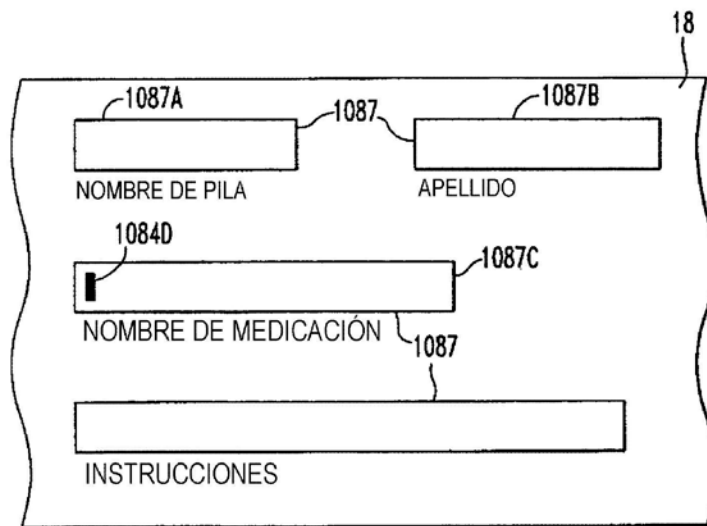 18
1087A 1087 1087B
NOMBRE DE PILA APELLIDO
1084D 1087C
NOMBRE DE MEDICACIÓN
1087
INSTRUCCIONES